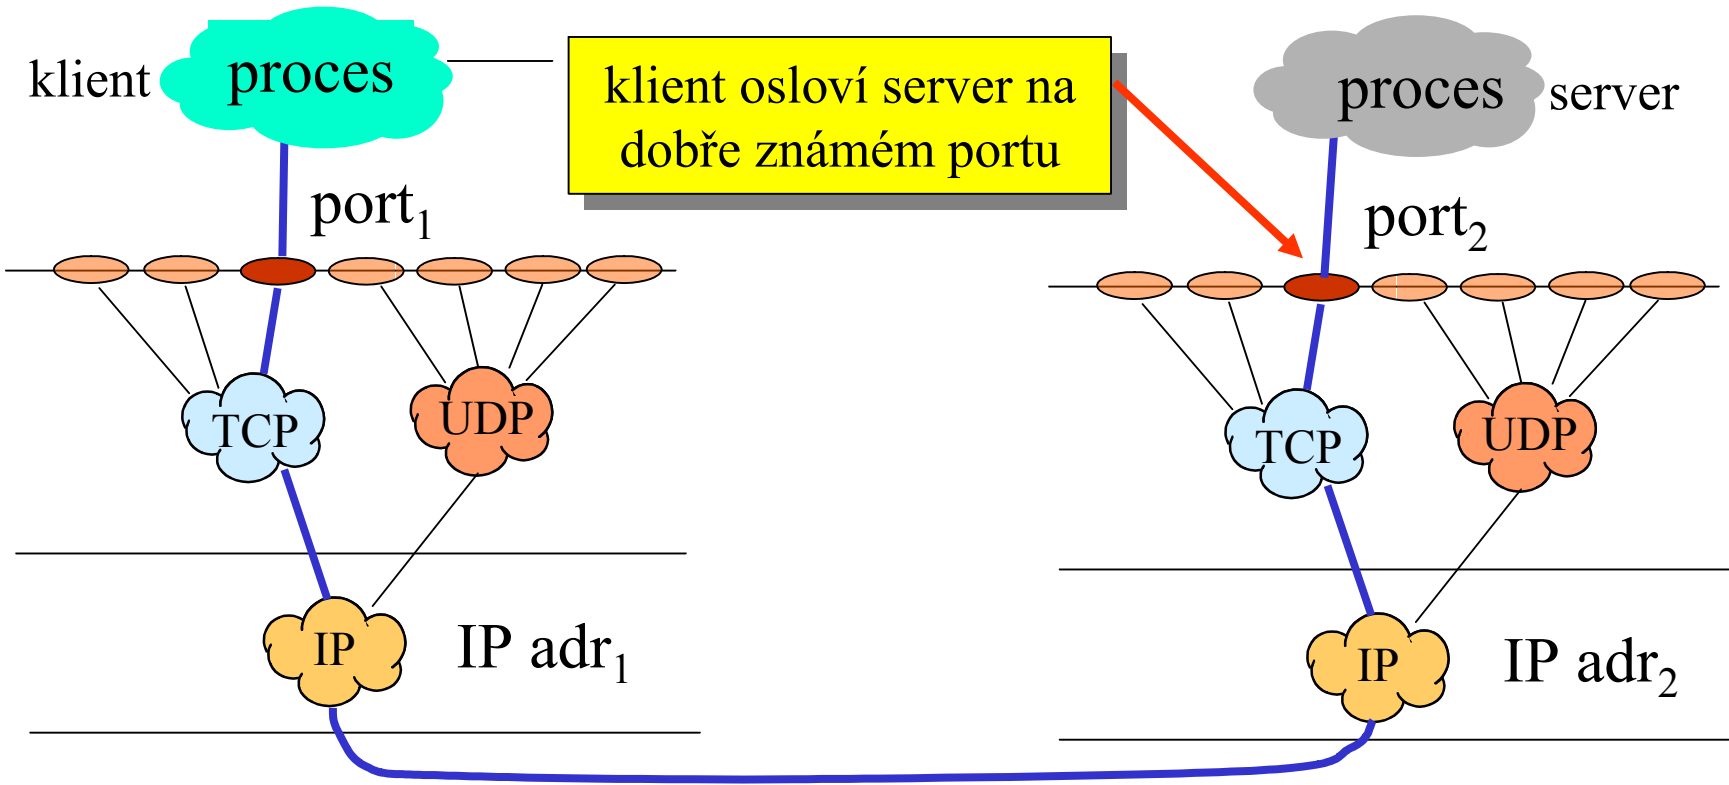 klient
proces
klient osloví server na
dobře známém portu
proces
server
port₁
port₂
TCP
UDP
TCP
UDP
IP
IP adr₁
IP
IP adr₂